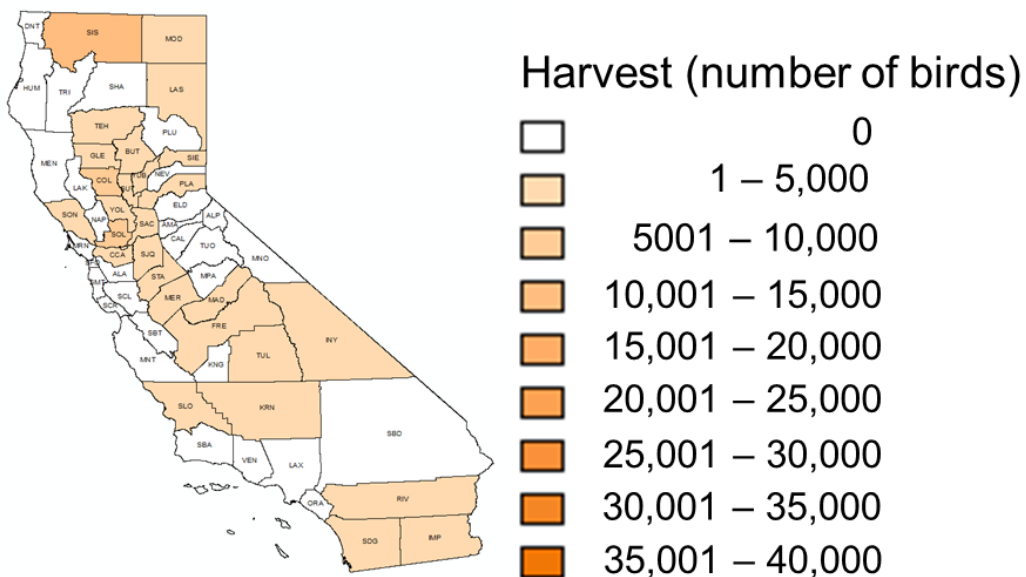 DNT
SIS
MOD
HUM
TRI
SHA
LAS
TEH
PLU
MEN
GLE
BUT
SIE
LAK
COL
SUT
YUB
NEV
PLA
SON
NAP
YOL
SAC
ELD
ALP
MRN
SOL
AMA
CAL
TUO
MNO
CCA
SJQ
ALA
STA
MPA
SCL
SCR
MER
MAD
SBT
FRE
INY
MNT
KNG
TUL
SLO
KRN
SBA
SBD
VEN
LAX
ORA
RIV
SDG
IMP
Harvest (number of birds)
0
1 – 5,000
5001 – 10,000
10,001 – 15,000
15,001 – 20,000
20,001 – 25,000
25,001 – 30,000
30,001 – 35,000
35,001 – 40,000